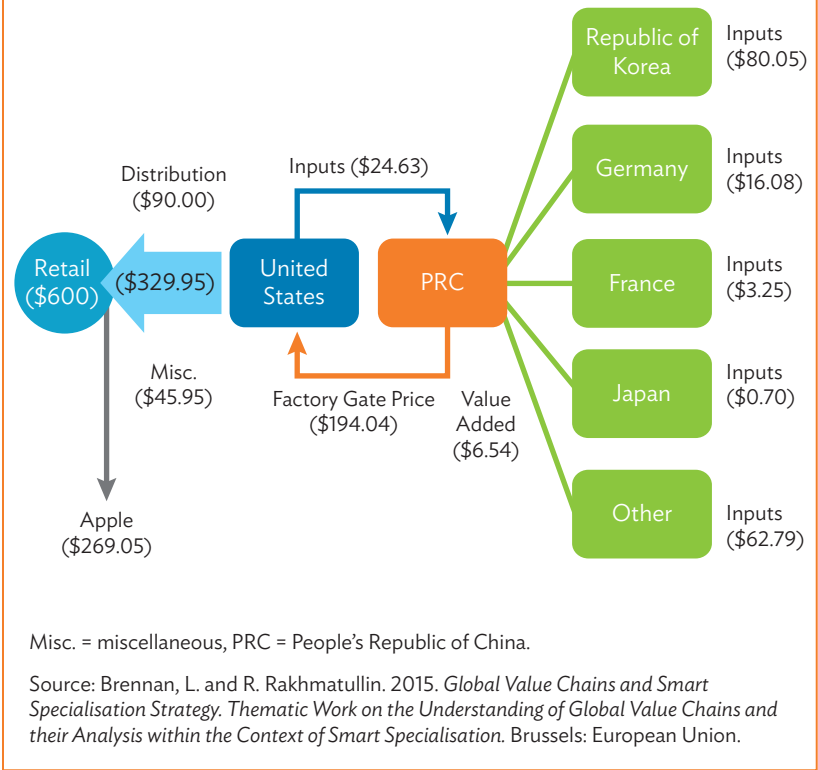 Republic of
Korea
Inputs
($80.05)
Inputs ($24.63)
Distribution
($90.00)
Germany
Inputs
($16.08)
Retail
($600)
($329.95)
United
States
PRC
France
Inputs
($3.25)
Misc.
($45.95)
Factory Gate Price
($194.04)
Value
Added
($6.54)
Japan
Inputs
($0.70)
Apple
($269.05)
Other
Inputs
($62.79)
Misc. = miscellaneous, PRC = People’s Republic of China.
Source: Brennan, L. and R. Rakhmatullin. 2015. Global Value Chains and Smart
Specialisation Strategy. Thematic Work on the Understanding of Global Value Chains and
their Analysis within the Context of Smart Specialisation. Brussels: European Union.